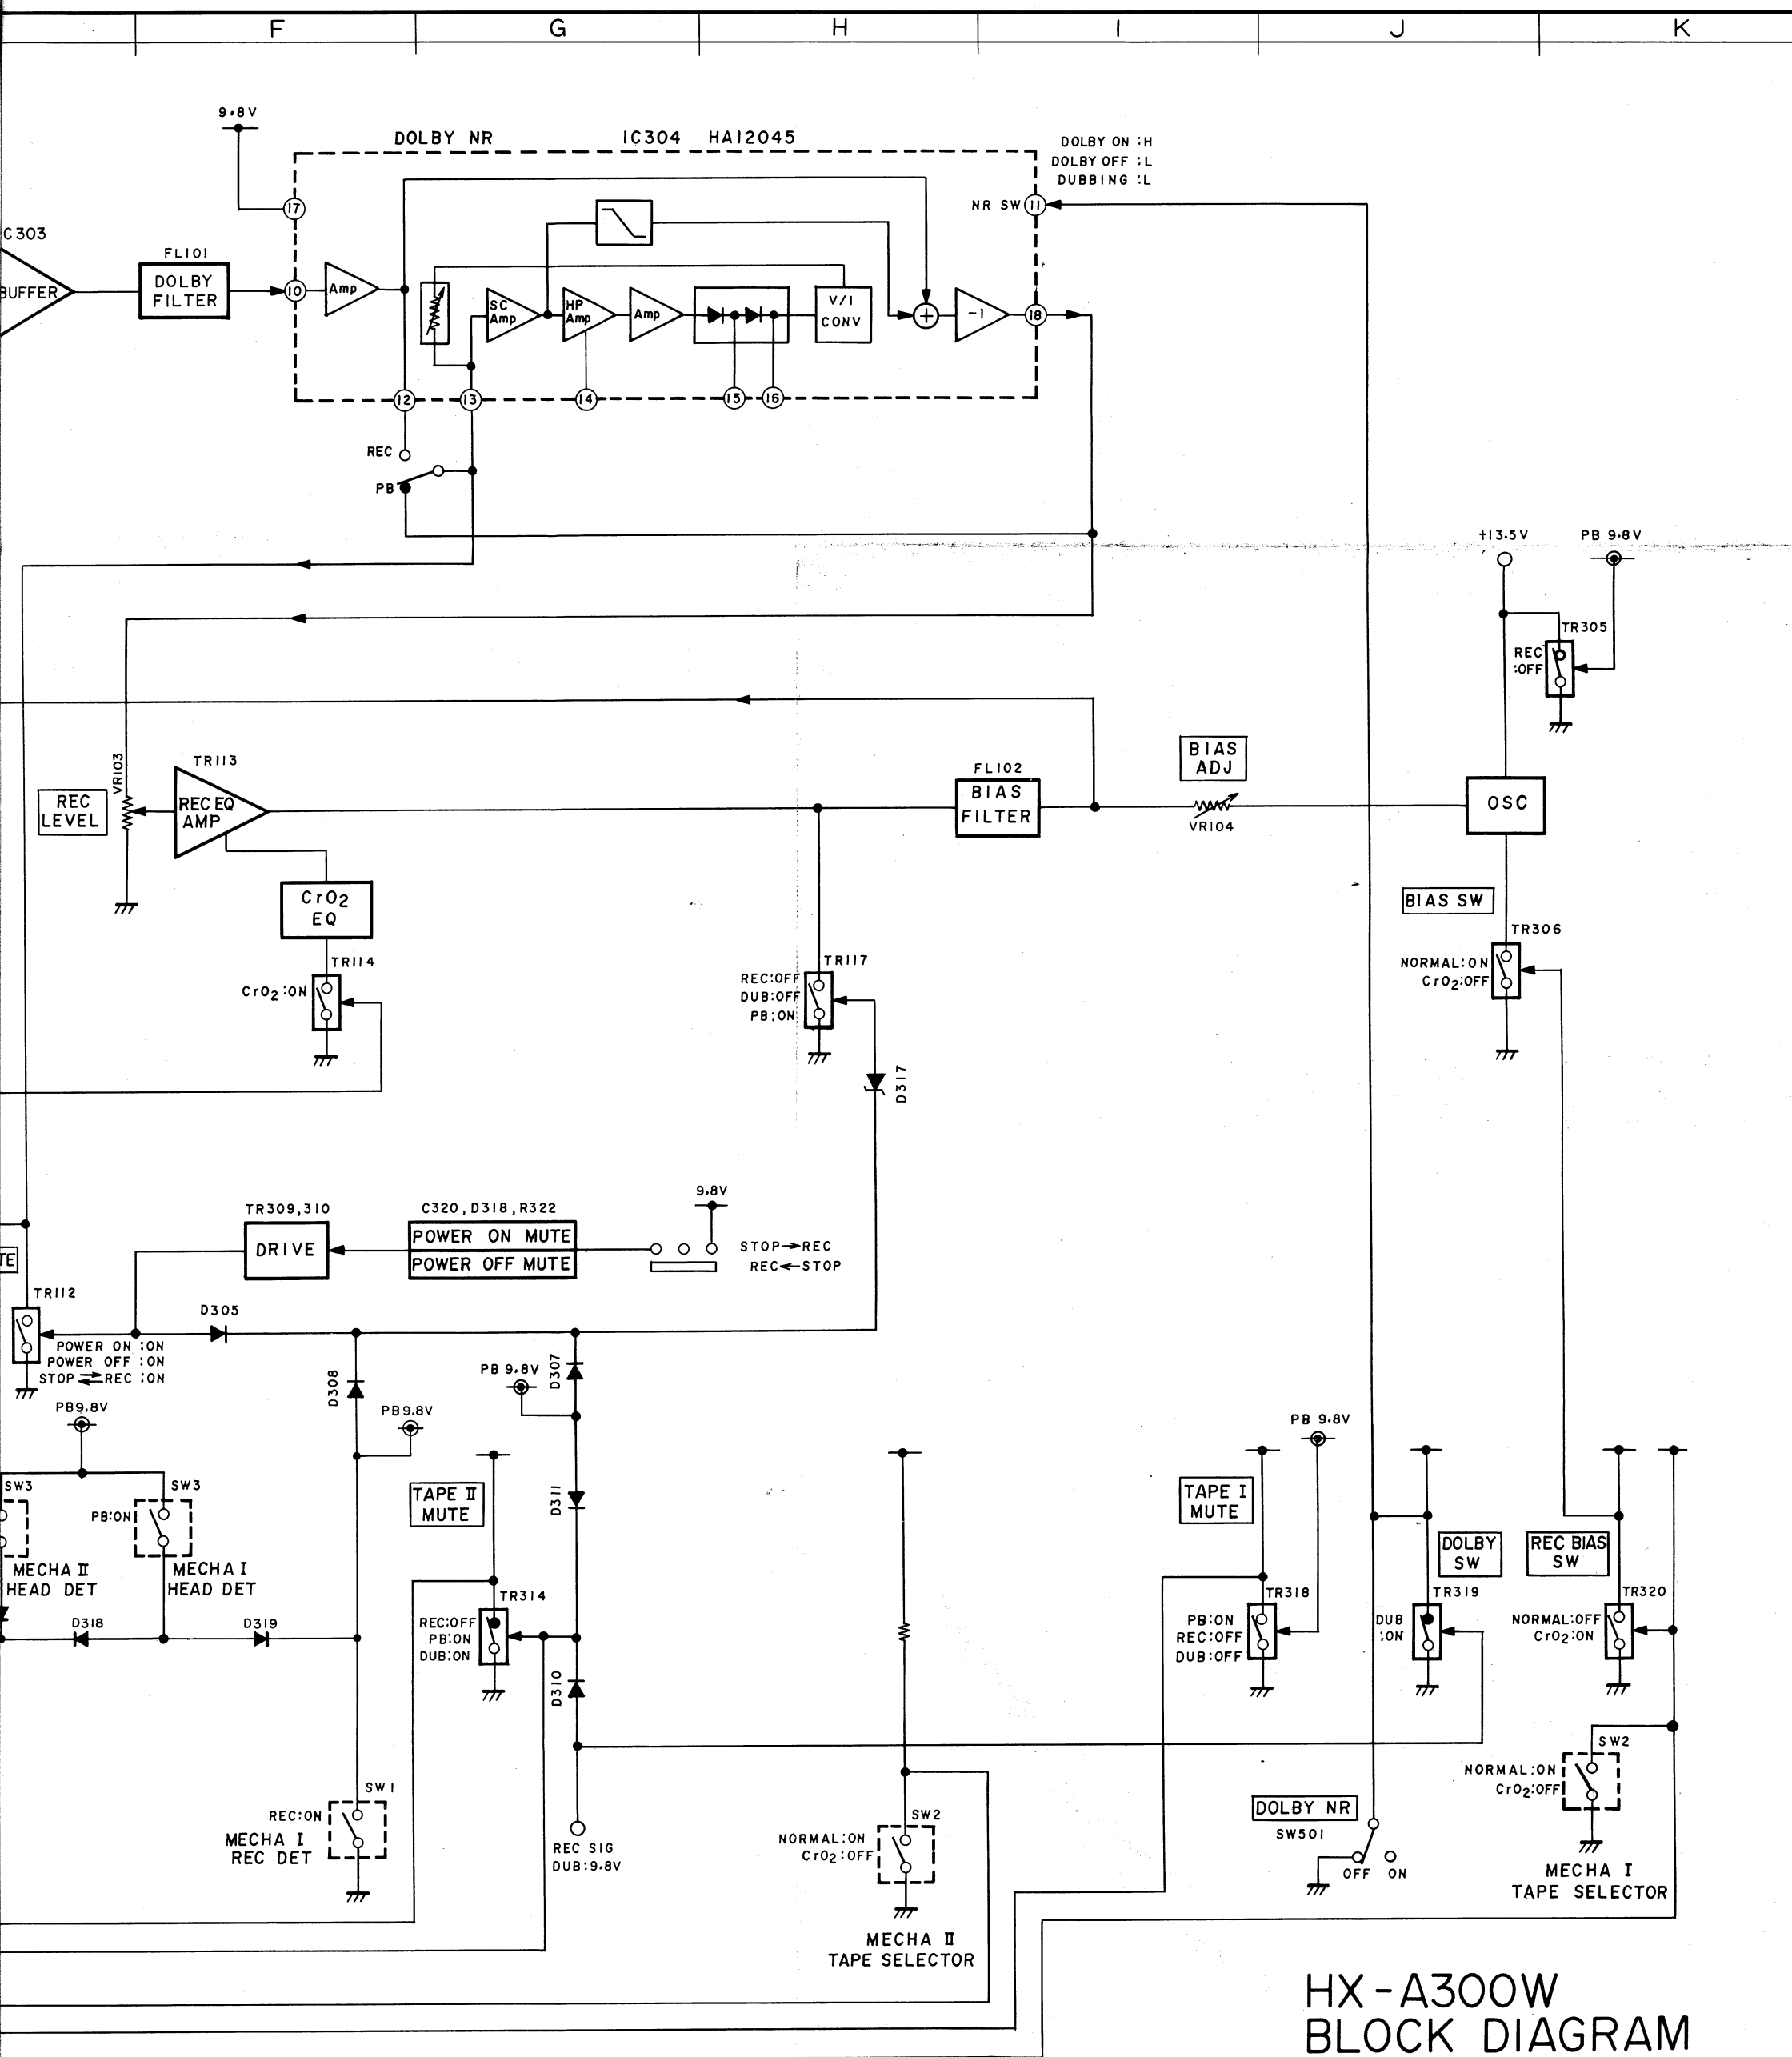 F G H I J K
9.8V
DOLBY NR IC304 HA12045
DOLBY ON :H
DOLBY OFF :L
DUBBING :L
17
NR SW 11
C303
BUFFER
FL101
DOLBY
FILTER
10
Amp
SC
Amp
HP
Amp
Amp
V/I
CONV
+
-1
18
12 13 14 15 16
REC
PB
+13.5V
PB 9.8V
TR305
REC
:OFF
VR103
REC
LEVEL
TR113
REC EQ
AMP
FL102
BIAS
FILTER
BIAS
ADJ
VR104
OSC
CrO2
EQ
TR114
CrO2:ON
TR117
REC:OFF
DUB:OFF
PB:ON
BIAS SW
TR306
NORMAL:ON
CrO2:OFF
D317
TR309,310
DRIVE
C320,D318,R322
POWER ON MUTE
POWER OFF MUTE
9.8V
STOP→REC
REC←STOP
TE
TR112
D305
POWER ON :ON
POWER OFF :ON
STOP ⇄ REC :ON
D308
PB 9.8V
D307
PB9.8V
PB9.8V
PB 9.8V
SW3
SW3
PB:ON
MECHA II
HEAD DET
MECHA I
HEAD DET
D318
D319
TAPE II
MUTE
D311
TR314
REC:OFF
PB:ON
DUB:ON
D310
TAPE I
MUTE
TR318
PB:ON
REC:OFF
DUB:OFF
DOLBY
SW
TR319
DUB
:ON
REC BIAS
SW
TR320
NORMAL:OFF
CrO2:ON
SW1
REC:ON
MECHA I
REC DET
REC SIG
DUB:9.8V
SW2
NORMAL:ON
CrO2:OFF
MECHA II
TAPE SELECTOR
DOLBY NR
SW501
OFF ON
SW2
NORMAL:ON
CrO2:OFF
MECHA I
TAPE SELECTOR
HX-A300W
BLOCK DIAGRAM